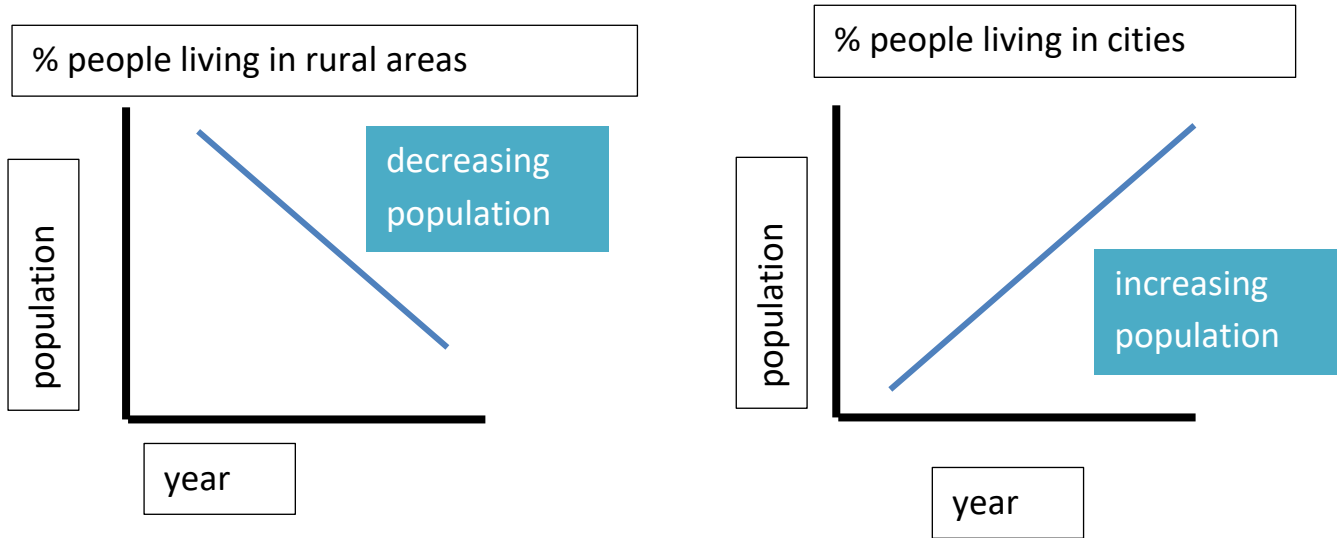 % people living in rural areas
population
decreasing
population
year
% people living in cities
population
increasing
population
year